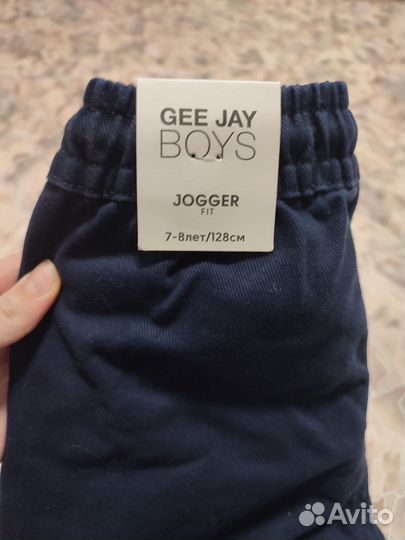 GEE JAY
BOYS
JOGGER
FIT
7-8лет/128см
Avito